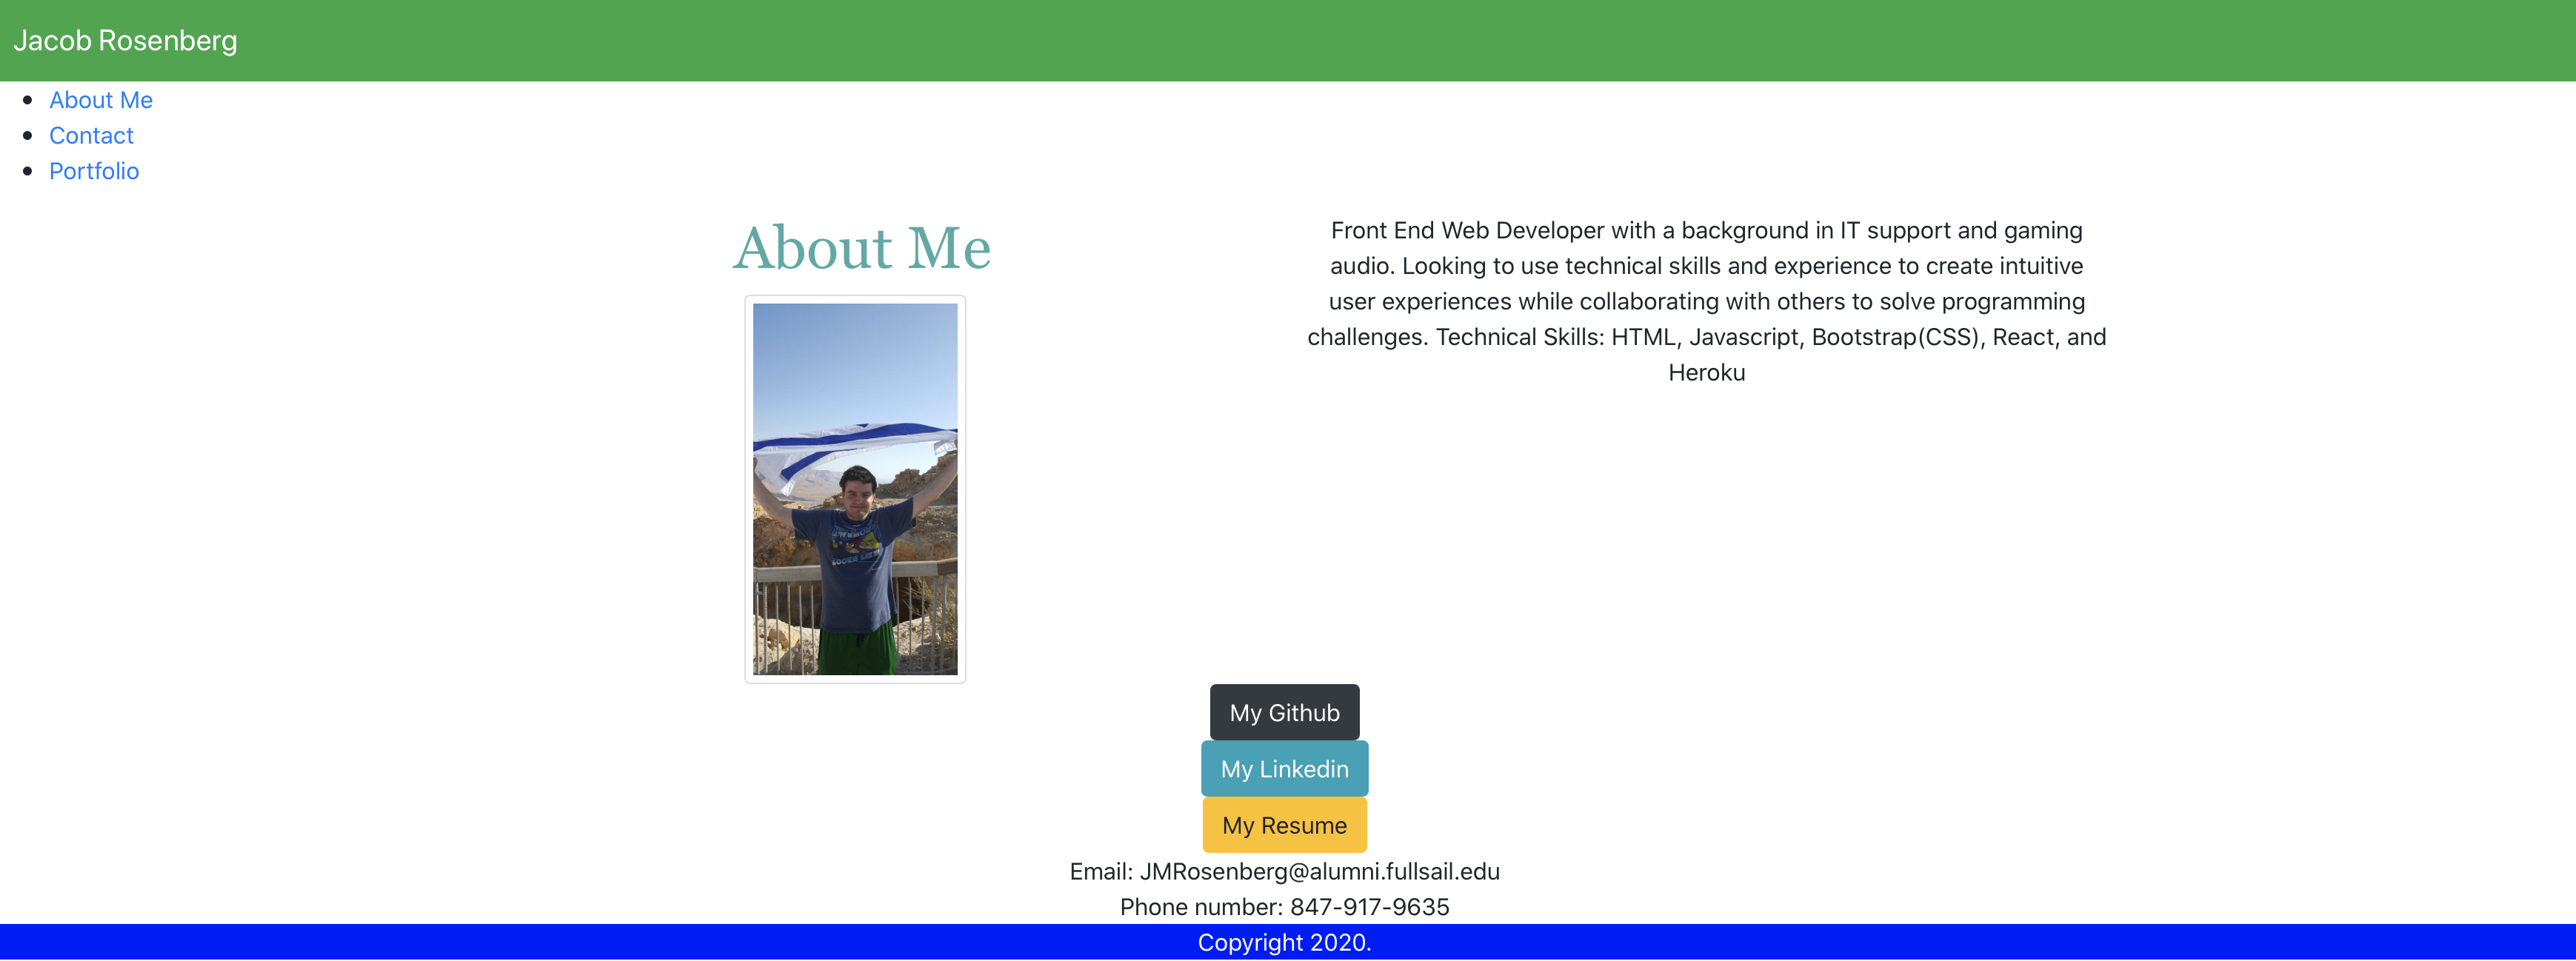 Jacob Rosenberg
About Me
Contact
Portfolio
About Me
Front End Web Developer with a background in IT support and gaming
audio. Looking to use technical skills and experience to create intuitive
user experiences while collaborating with others to solve programming
challenges. Technical Skills: HTML, Javascript, Bootstrap(CSS), React, and
Heroku
My Github
My Linkedin
My Resume
Email: JMRosenberg@alumni.fullsail.edu
Phone number: 847-917-9635
Copyright 2020.